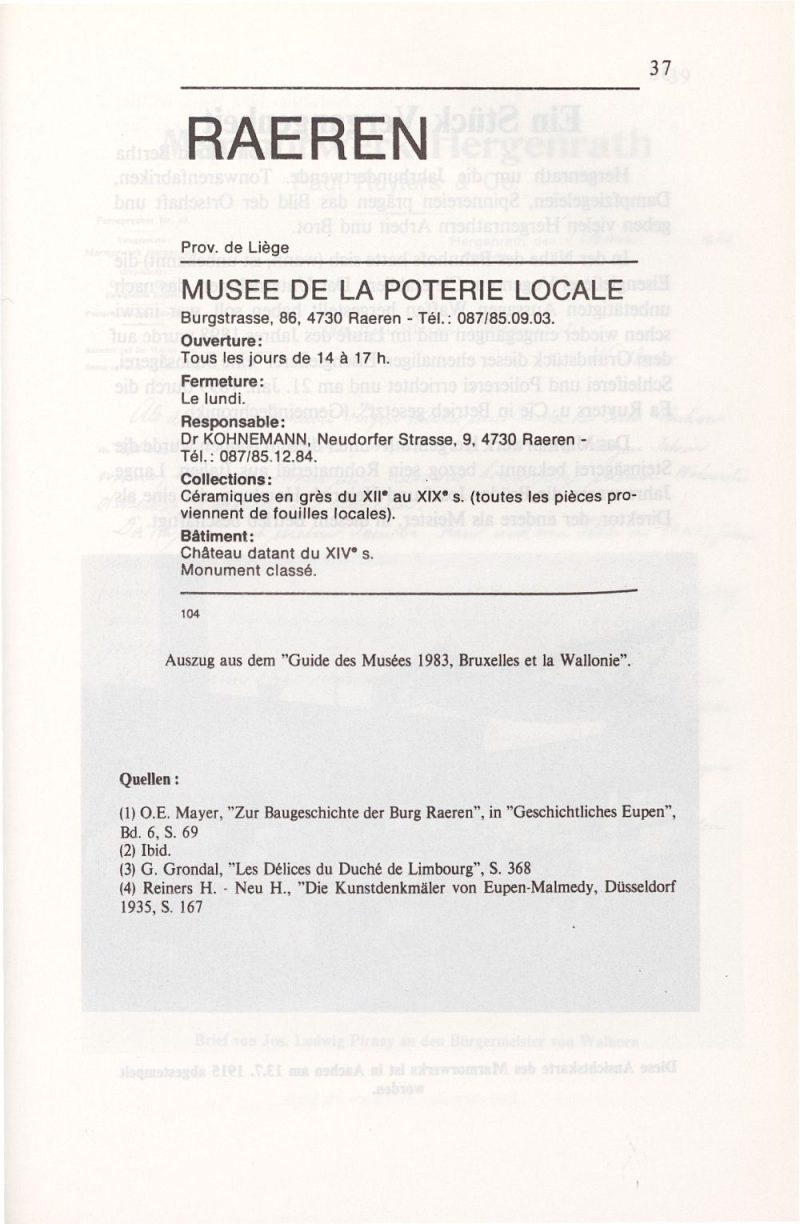 37
RAEREN
Prov. de Liège
MUSEE DE LA POTERIE LOCALE
Burgstrasse, 86, 4730 Raeren - Tél.: 087/85.09.03.
Ouverture:
Tous les jours de 14 à 17 h.
Fermeture:
Le lundi.
Responsable:
Dr KOHNEMANN, Neudorfer Strasse, 9, 4730 Raeren -
Tél.: 087/85.12.84.
Collections:
Céramiques en grès du XIIe au XIXe s. (toutes les pièces pro-
viennent de fouilles locales).
Bâtiment:
Château datant du XIVe s.
Monument classé.
104
Auszug aus dem ”Guide des Musées 1983, Bruxelles et la Wallonie”.
Quellen :
(1) O.E. Mayer, ”Zur Baugeschichte der Burg Raeren”, in ”Geschichtliches Eupen”,
Bd. 6, S. 69
(2) Ibid.
(3) G. Grondal, ”Les Délices du Duché de Limbourg”, S. 368
(4) Reiners H. - Neu H., ”Die Kunstdenkmäler von Eupen-Malmedy, Düsseldorf
1935, S. 167